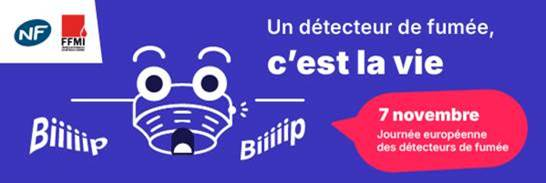 NF
FFMI
Un détecteur de fumée,
c’est la vie
Biiiiip
Biiiiip
7 novembre
Journée européenne
des détecteurs de fumée